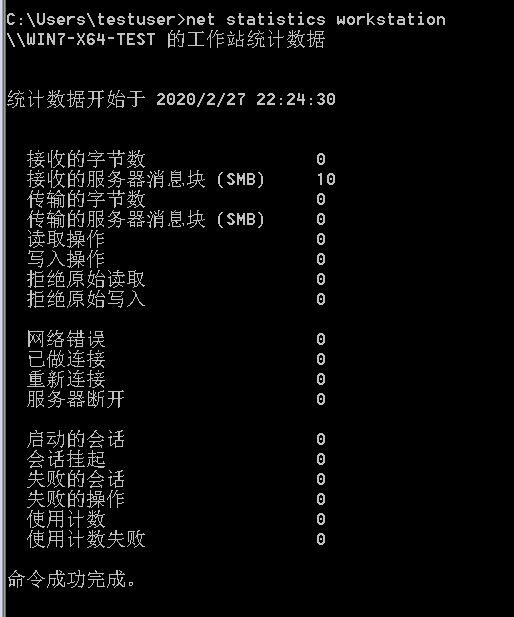 C:\Users\testuser>net statistics workstation
\\WIN7-X64-TEST 的工作站统计数据
统计数据开始于 2020/2/27 22:24:30
接收的字节数 0
接收的服务器消息块 (SMB) 10
传输的字节数 0
传输的服务器消息块 (SMB) 0
读取操作 0
写入操作 0
拒绝原始读取 0
拒绝原始写入 0
网络错误 0
已做连接 0
重新连接 0
服务器断开 0
启动的会话 0
会话挂起 0
失败的会话 0
失败的操作 0
使用计数 0
使用计数失败 0
命令成功完成。